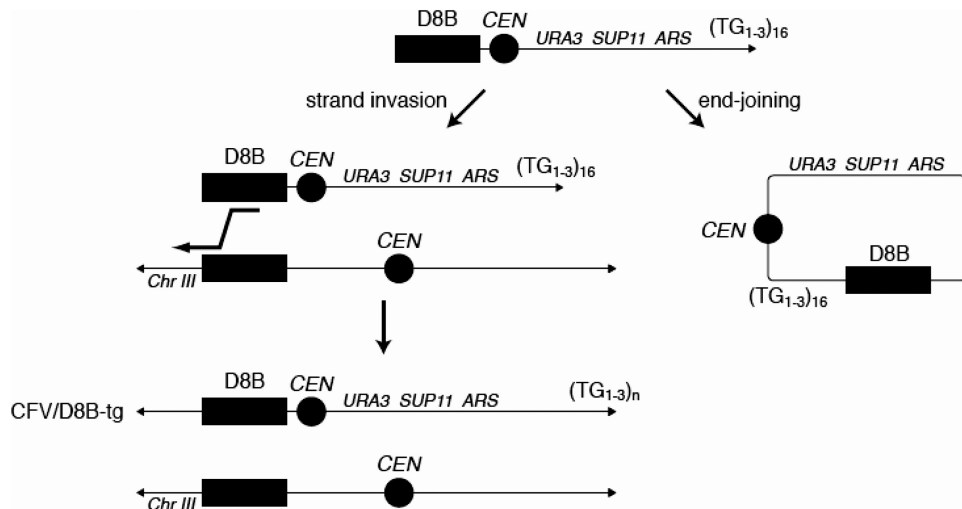 D8B CEN
URA3 SUP11 ARS (TG1-3)16
strand invasion
end-joining
D8B CEN
URA3 SUP11 ARS (TG1-3)16
CEN
Chr III
URA3 SUP11 ARS
CEN
D8B
(TG1-3)16
D8B CEN
CFV/D8B-tg URA3 SUP11 ARS (TG1-3)n
CEN
Chr III